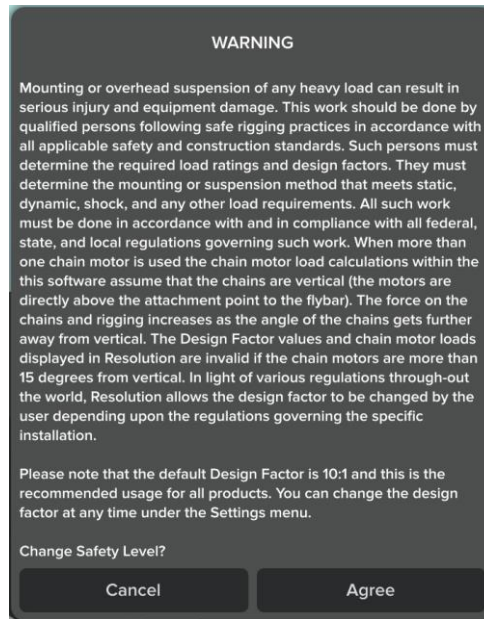 WARNING
Mounting or overhead suspension of any heavy load can result in
serious injury and equipment damage. This work should be done by
qualified persons following safe rigging practices in accordance with
all applicable safety and construction standards. Such persons must
determine the required load ratings and design factors. They must
determine the mounting or suspension method that meets static,
dynamic, shock, and any other load requirements. All such work
must be done in accordance with and in compliance with all federal,
state, and local regulations governing such work. When more than
one chain motor is used the chain motor load calculations within the
this software assume that the chains are vertical (the motors are
directly above the attachment point to the flybar). The force on the
chains and rigging increases as the angle of the chains gets further
away from vertical. The Design Factor values and chain motor loads
displayed in Resolution are invalid if the chain motors are more than
15 degrees from vertical. In light of various regulations through-out
the world, Resolution allows the design factor to be changed by the
user depending upon the regulations governing the specific
installation.
Please note that the default Design Factor is 10:1 and this is the
recommended usage for all products. You can change the design
factor at any time under the Settings menu.
Change Safety Level?
Cancel
Agree